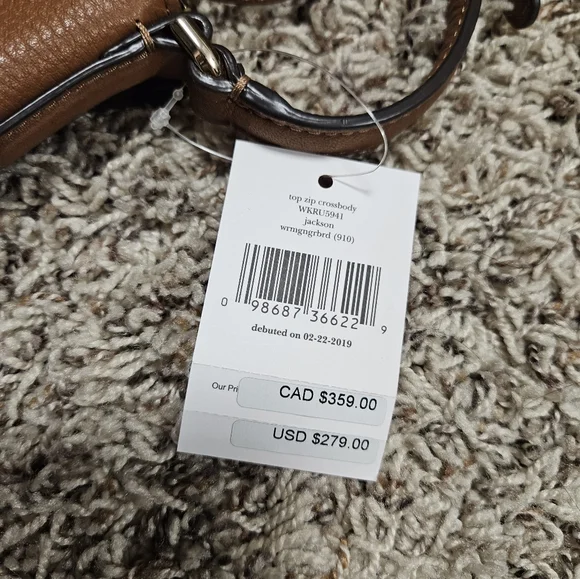 top zip crossbody
WKRU5941
jackson
wrmgngrbrd (910)
0 98687 36622 9
debuted on 02-22-2019
Our Pri
CAD $359.00
USD $279.00